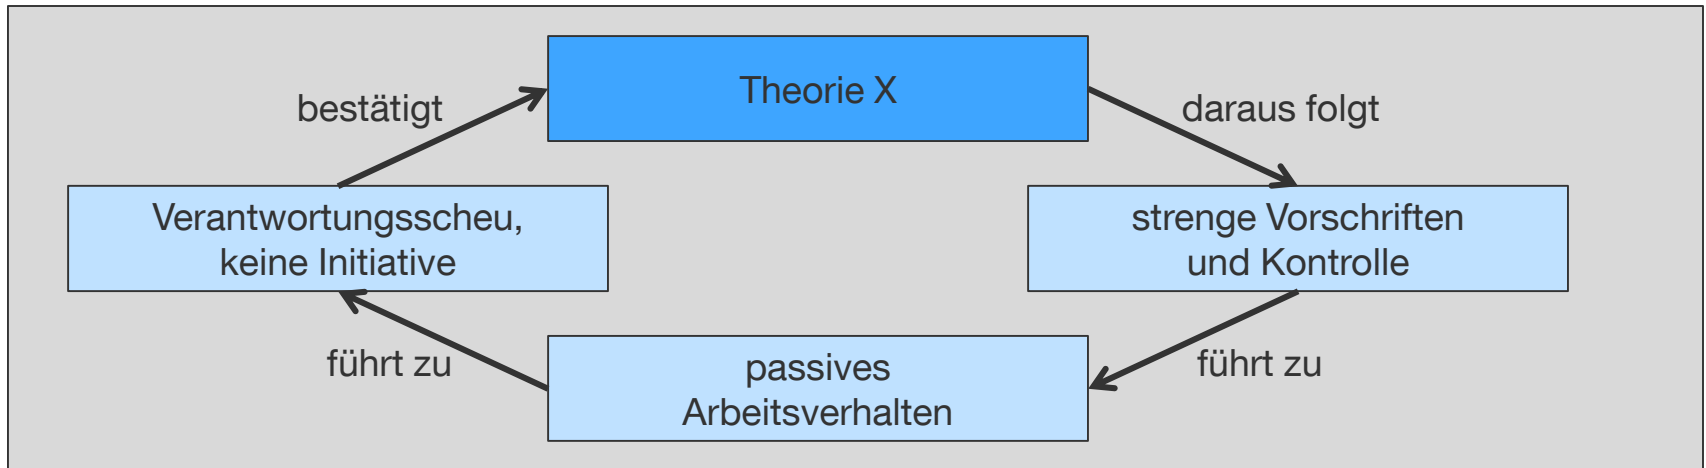 Theorie X
bestätigt
daraus folgt
Verantwortungsscheu,
keine Initiative
strenge Vorschriften
und Kontrolle
führt zu
passives
Arbeitsverhalten
führt zu